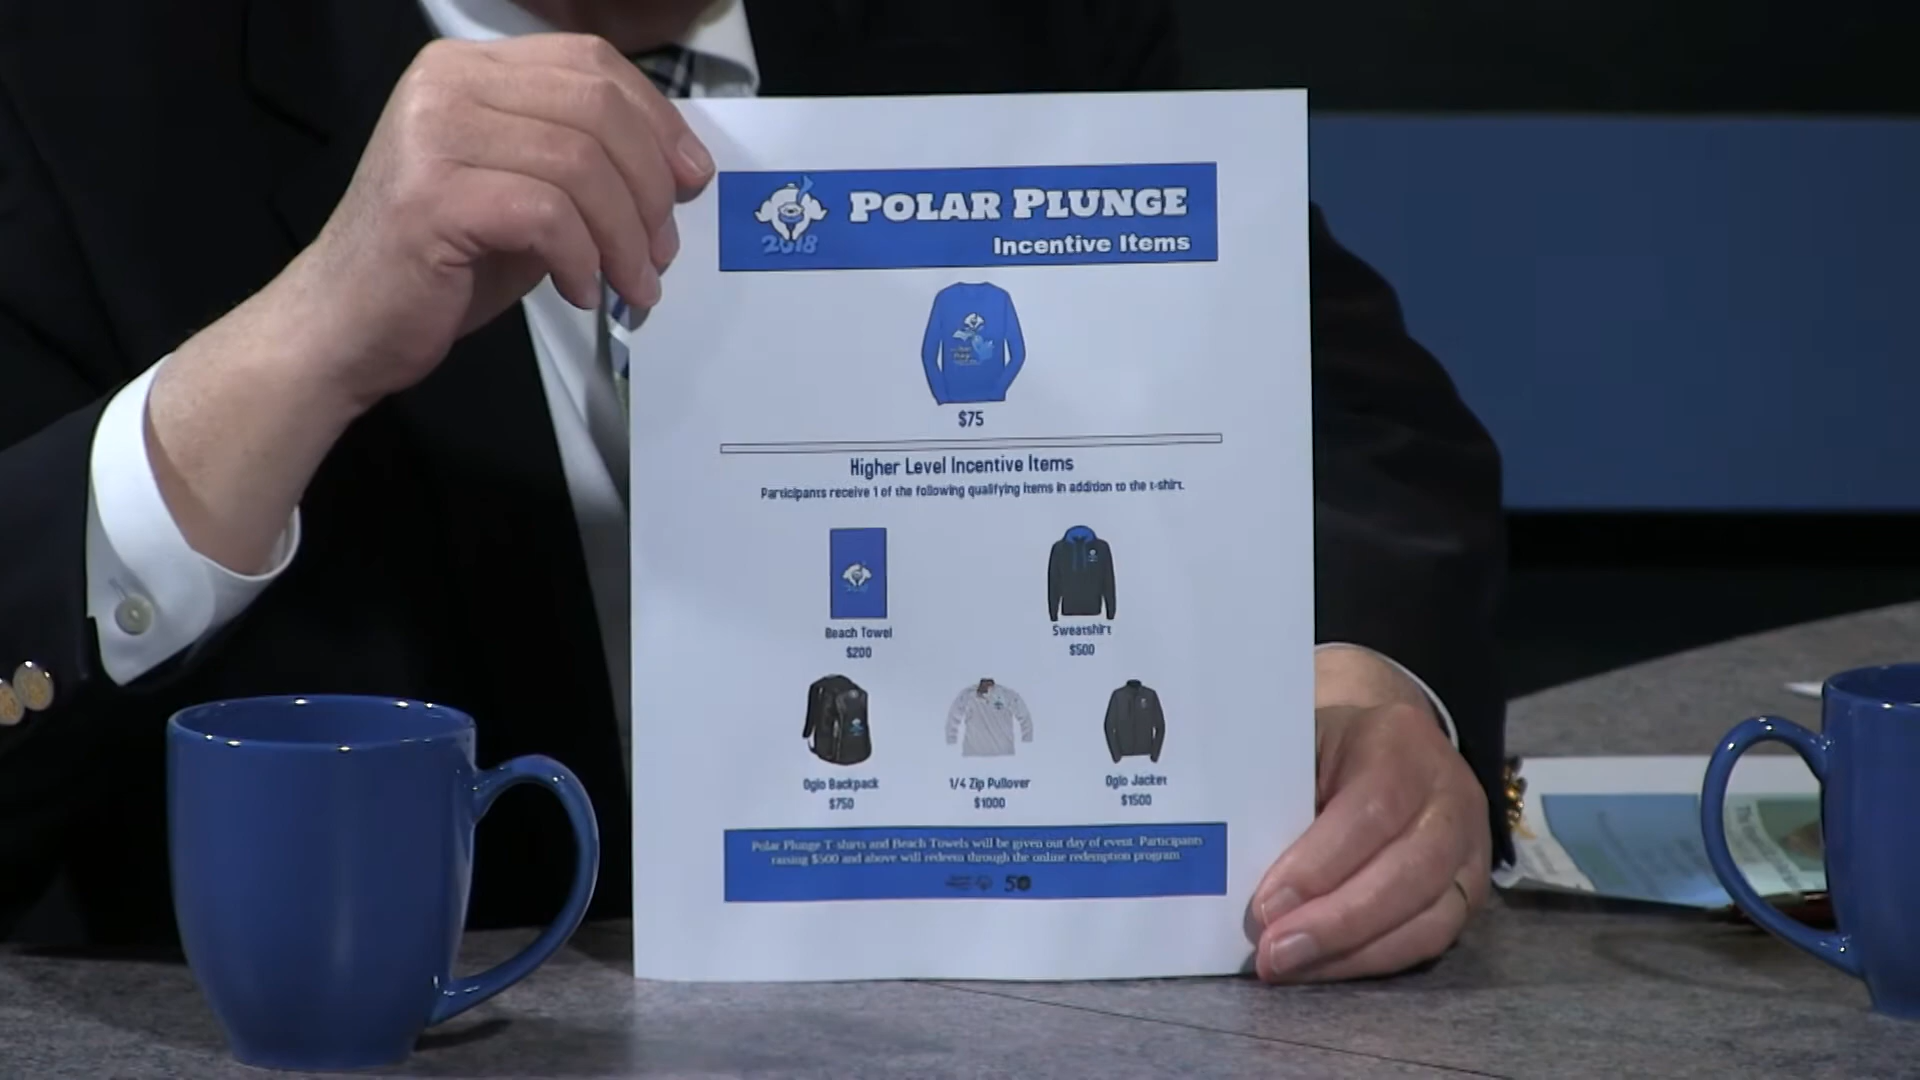 POLAR PLUNGE
2018
Incentive Items
$75
Higher Level Incentive Items
Participants receive 1 of the following qualifying items in addition to the t-shirt.
Beach Towel
$200
Sweatshirt
$500
Ogio Backpack
$750
1/4 Zip Pullover
$1000
Ogio Jacket
$1500
Polar Plunge T-shirts and Beach Towels will be given out day of event. Participants
raising $500 and above will redeem through the online redemption program.
50